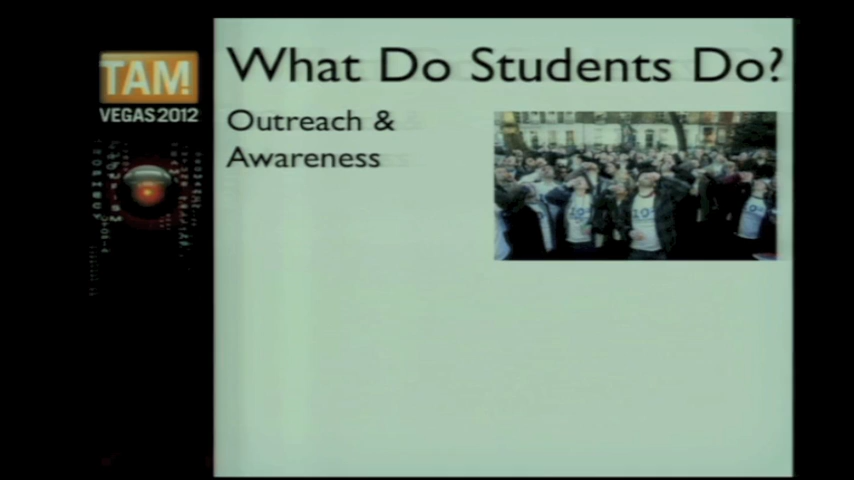 TAM!
VEGAS 2012
What Do Students Do?
Outreach &
Awareness